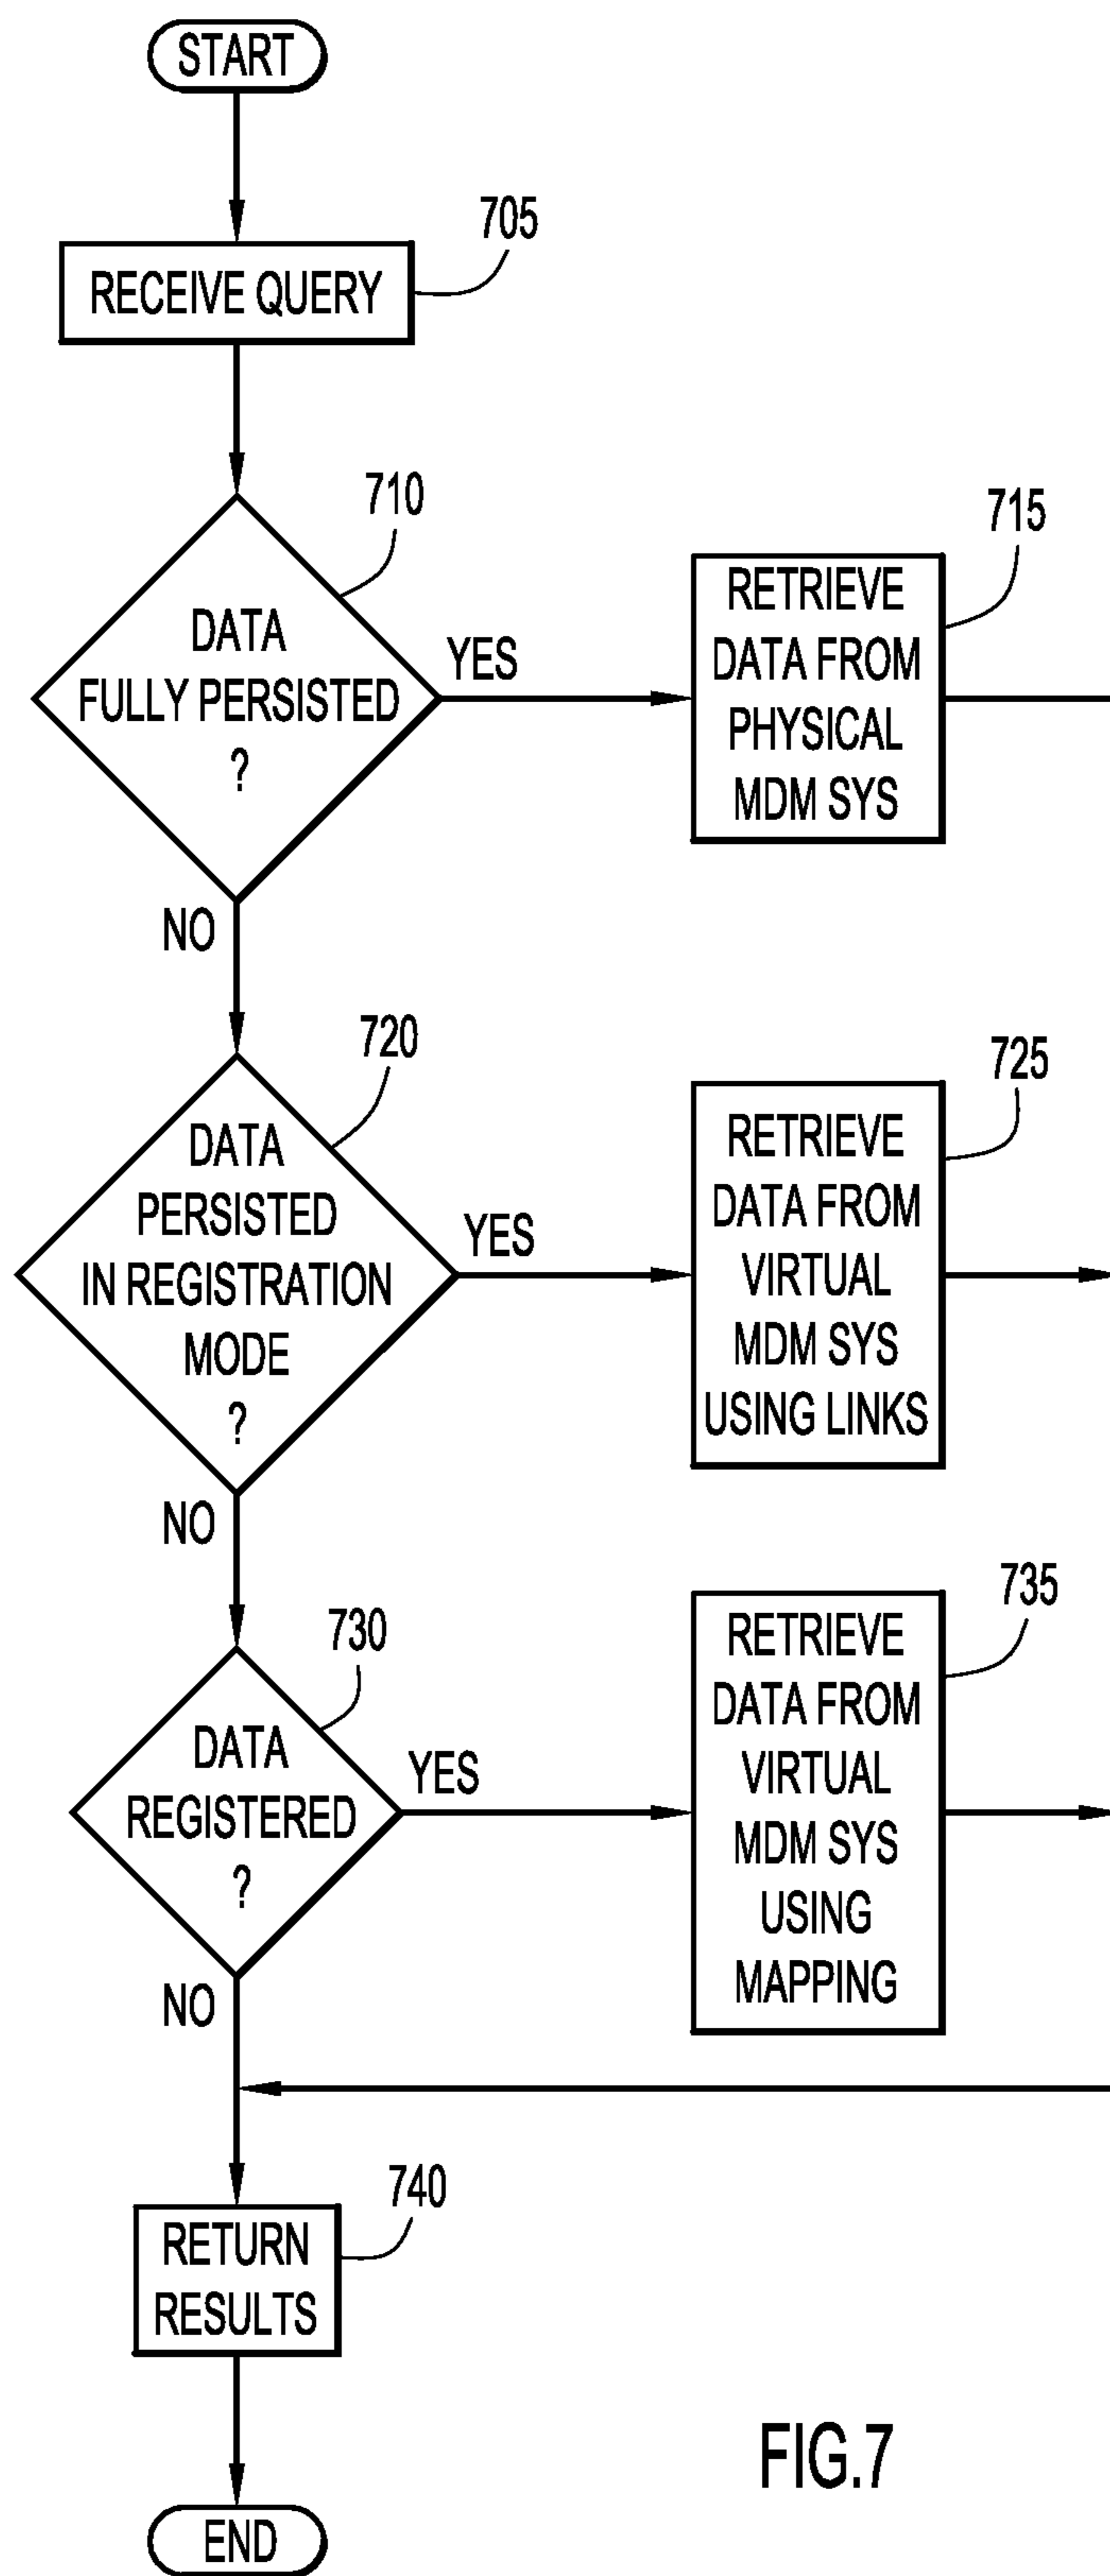 START
705
RECEIVE QUERY
710
DATA
FULLY PERSISTED
?
YES
715
RETRIEVE
DATA FROM
PHYSICAL
MDM SYS
NO
720
DATA
PERSISTED
IN REGISTRATION
MODE
?
YES
725
RETRIEVE
DATA FROM
VIRTUAL
MDM SYS
USING LINKS
NO
730
DATA
REGISTERED
?
YES
735
RETRIEVE
DATA FROM
VIRTUAL
MDM SYS
USING
MAPPING
NO
740
RETURN
RESULTS
END
FIG.7